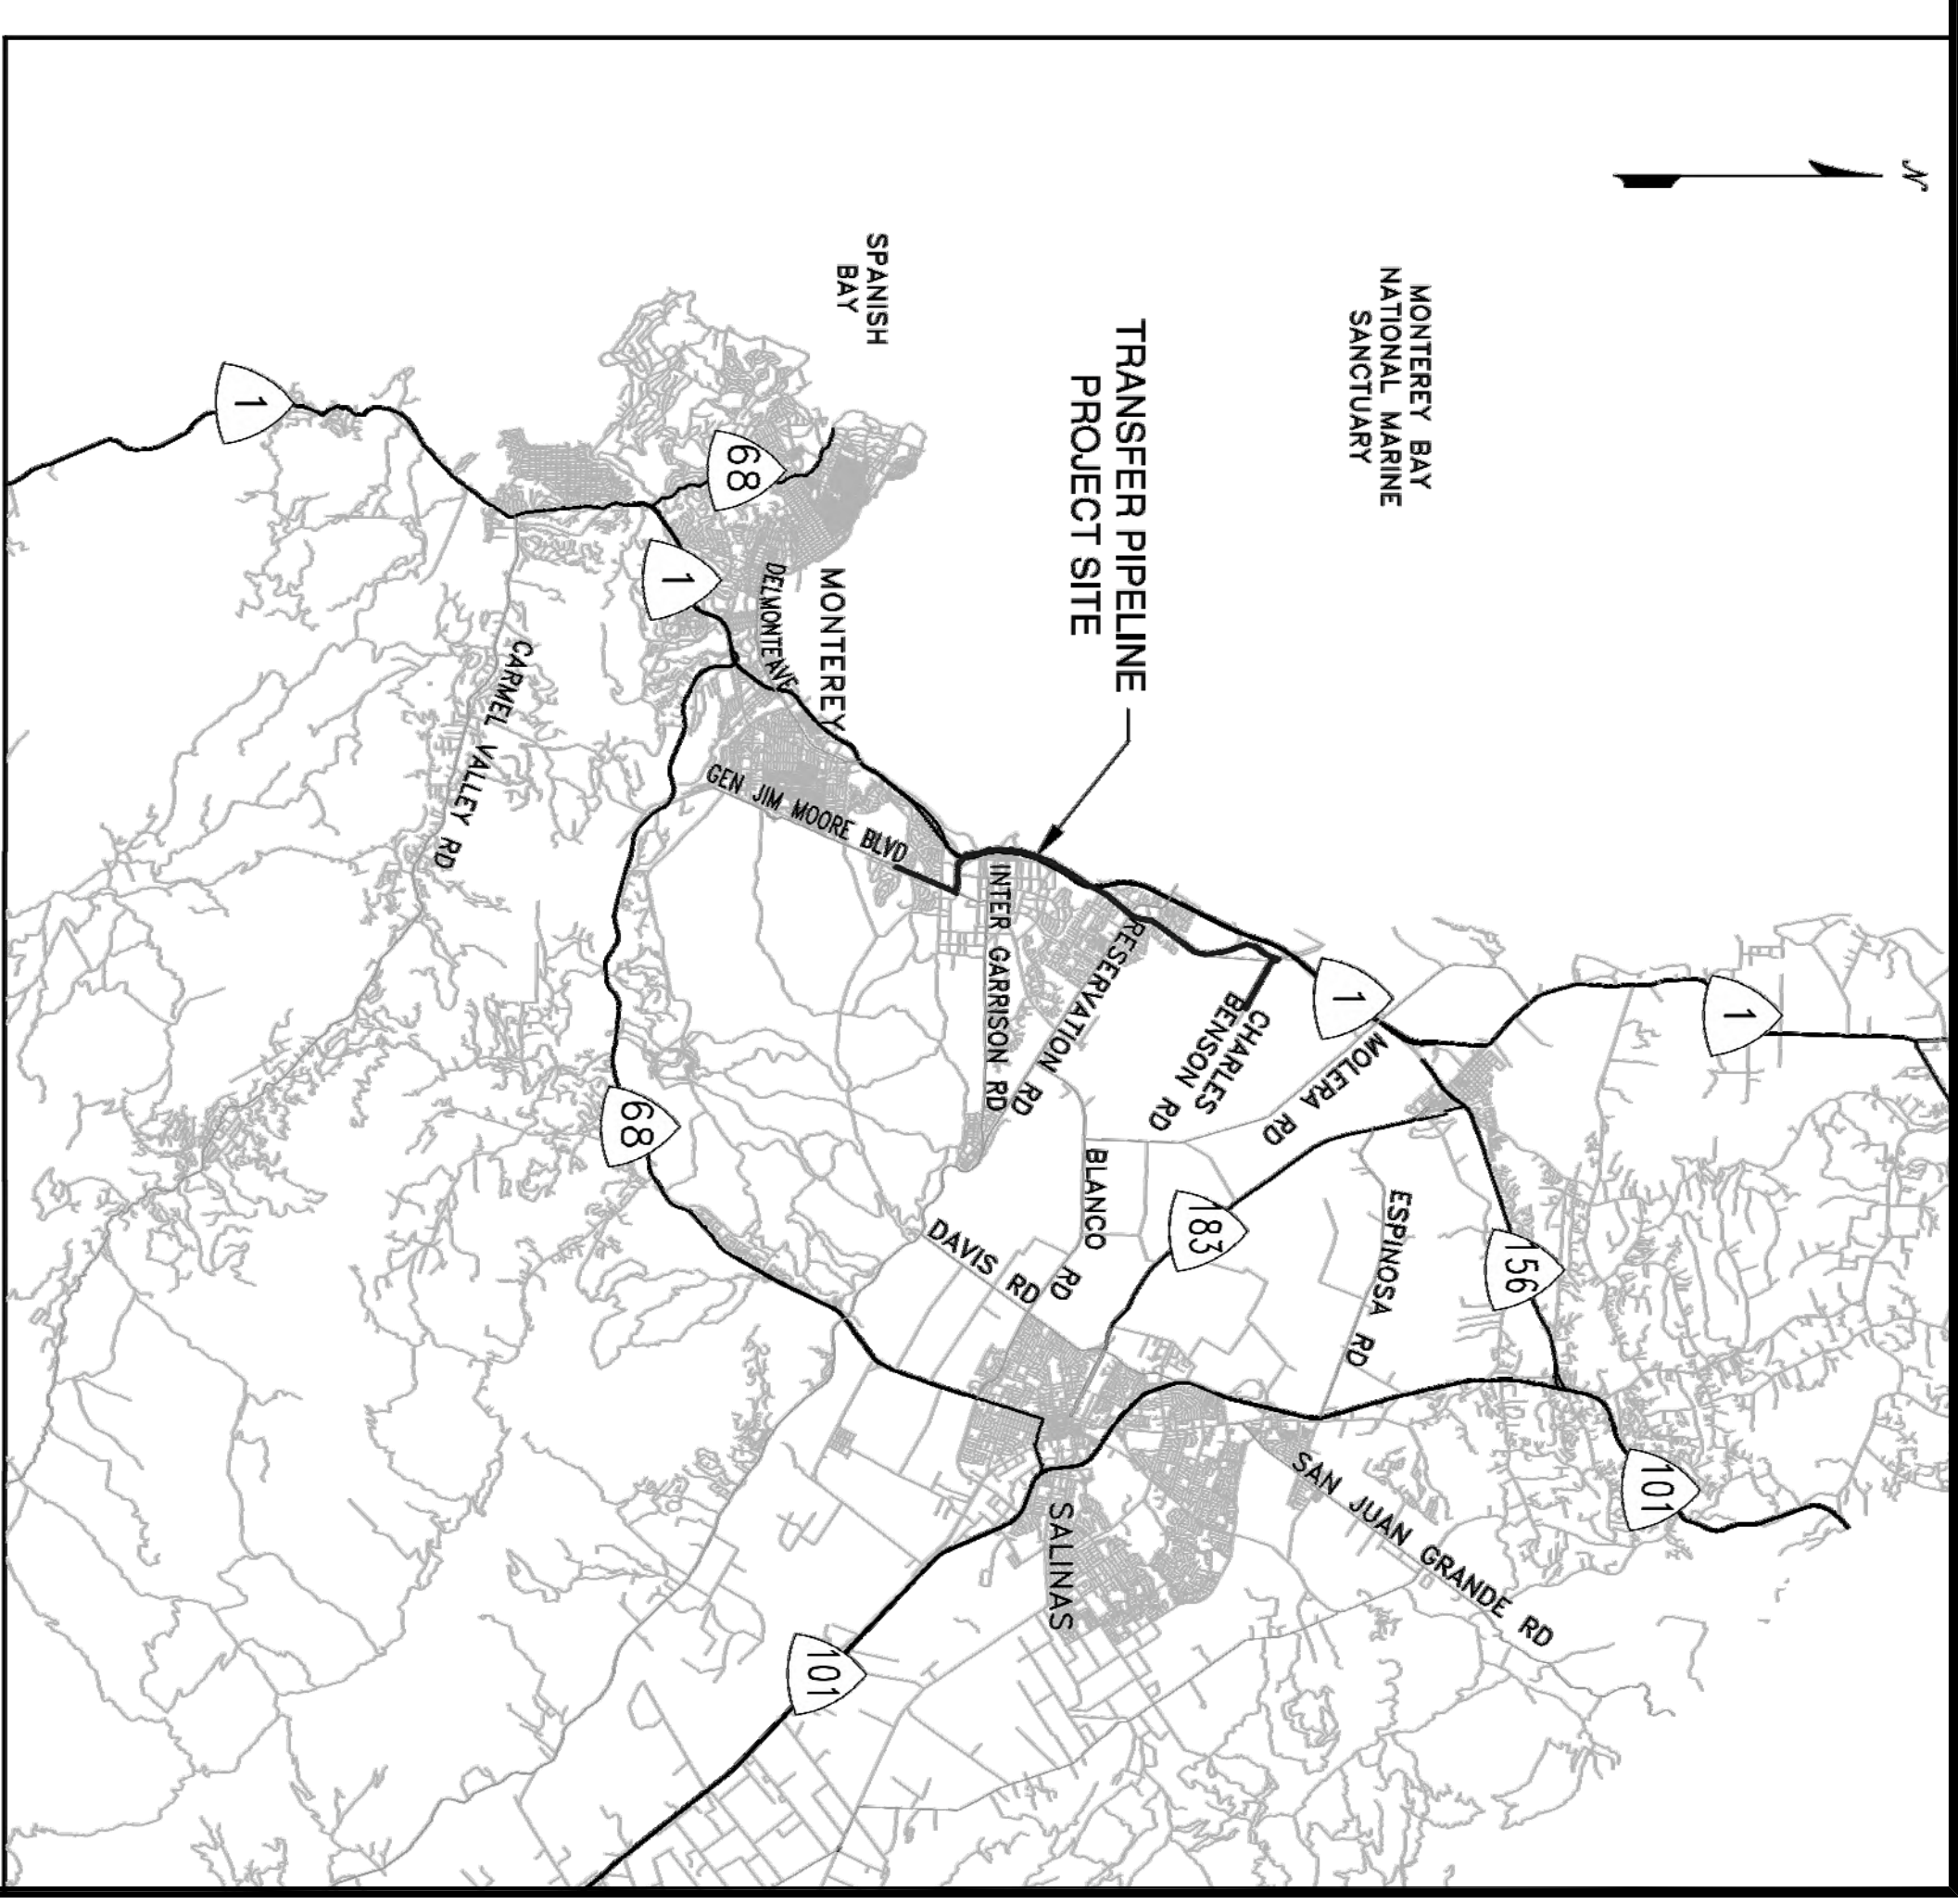 N
MONTEREY BAY
NATIONAL MARINE
SANCTUARY
TRANSFER PIPELINE
PROJECT SITE
SPANISH
BAY
MONTEREY
DELMONTE AVE
GEN JIM MOORE BLVD
CARMEL VALLEY RD
INTER GARRISON RD
RESERVATION RD
CHARLES
BENSON RD
MOLERA RD
BLANCO RD
DAVIS RD
ESPINOSA RD
SAN JUAN GRANDE RD
SALINAS
1
1
1
1
68
68
183
156
101
101